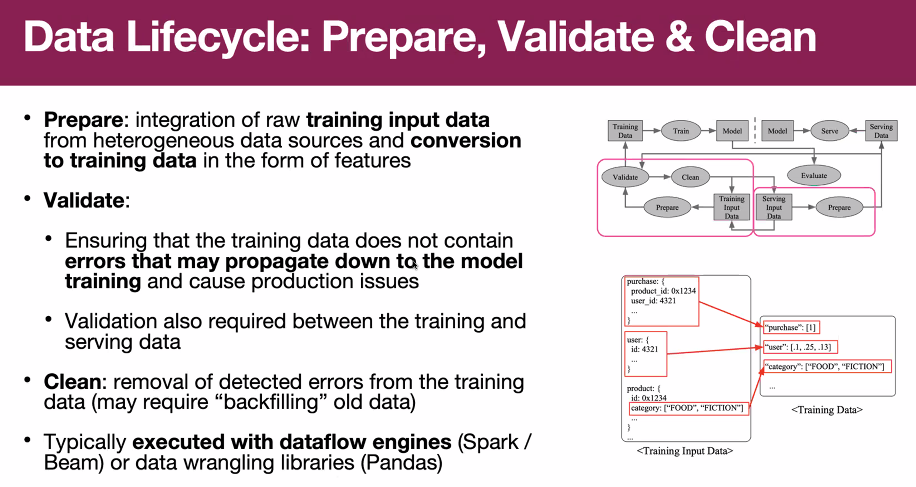 Data Lifecycle: Prepare, Validate & Clean
• Prepare: integration of raw training input data
from heterogeneous data sources and conversion
to training data in the form of features
• Validate:
• Ensuring that the training data does not contain
errors that may propagate down to the model
training and cause production issues
• Validation also required between the training and
serving data
• Clean: removal of detected errors from the training
data (may require “backfilling” old data)
• Typically executed with dataflow engines (Spark /
Beam) or data wrangling libraries (Pandas)
Training
Data
Train
Model
Model
Serve
Serving
Data
Validate
Clean
Evaluate
Prepare
Training
Input
Data
Serving
Input
Data
Prepare
purchase: {
product_id: 0x1234
user_id: 4321
...
}
user: {
id: 4321
...
}
product: {
id: 0x1234
category: [“FOOD”, “FICTION”]
...
}
...
<Training Input Data>
“purchase”: [1]
“user”: [.1, .25, .13]
“category”: [“FOOD”, “FICTION”]
...
<Training Data>